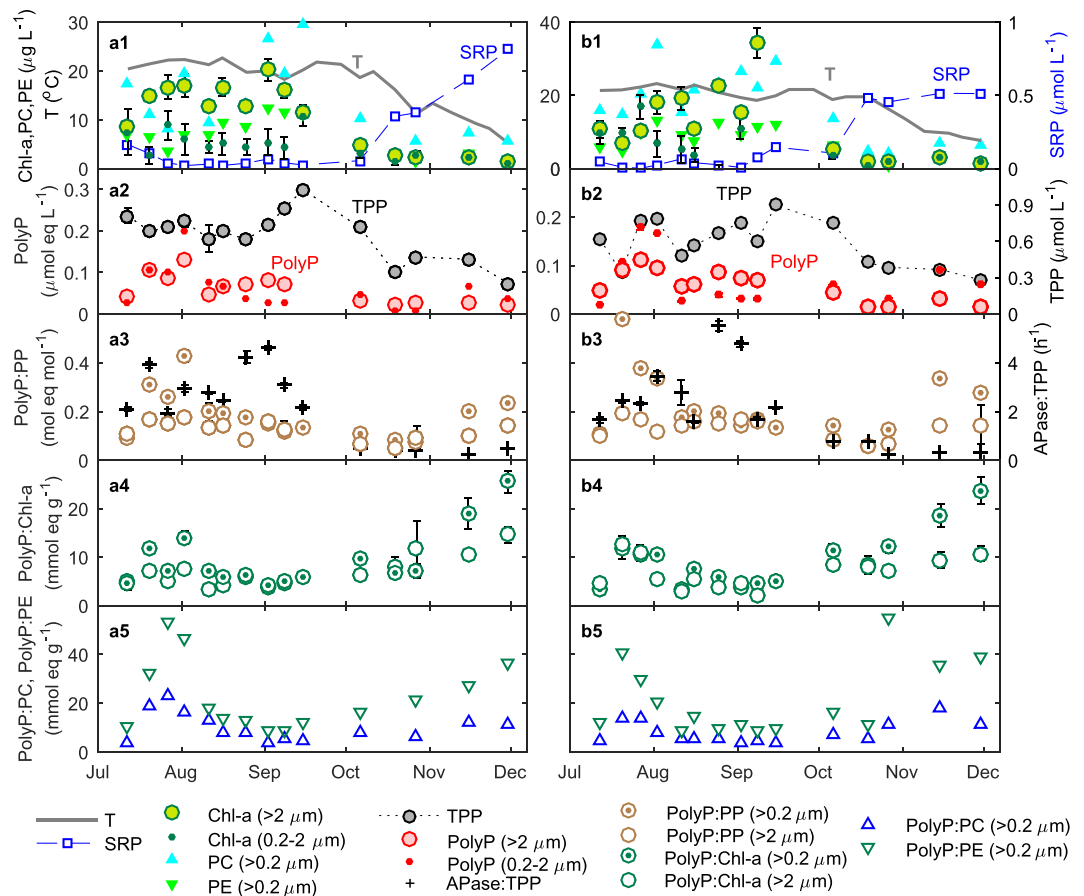 a1
30
20
10
0
T
SRP
Chl-a,PC,PE (μg L-1)
T (°C)
b1
40
20
0
T
SRP
1
0.5
0
SRP
(μmol L-1)
a2
0.3
0.2
0.1
0
TPP
PolyP
PolyP
(μmol eq L-1)
b2
0.2
0.1
0
TPP
PolyP
0.9
0.6
0.3
0
TPP (μmol L-1)
a3
0.4
0.2
0
PolyP:PP
(mol eq mol-1)
b3
4
2
0
APase:TPP (h-1)
a4
20
10
0
PolyP:Chl-a
(mmol eq g-1)
b4
a5
40
20
0
PolyP:PC, PolyP:PE
(mmol eq g-1)
b5
Jul Aug Sep Oct Nov Dec
Jul Aug Sep Oct Nov Dec
T
SRP
Chl-a (>2 μm)
Chl-a (0.2-2 μm)
PC (>0.2 μm)
PE (>0.2 μm)
TPP
PolyP (>2 μm)
PolyP (0.2-2 μm)
APase:TPP
PolyP:PP (>0.2 μm)
PolyP:PP (>2 μm)
PolyP:Chl-a (>0.2 μm)
PolyP:Chl-a (>2 μm)
PolyP:PC (>0.2 μm)
PolyP:PE (>0.2 μm)